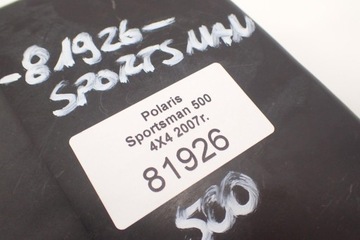 -81926-
SPORTSMAN
Polaris
Sportsman 500
4X4 2007r.
81926
500